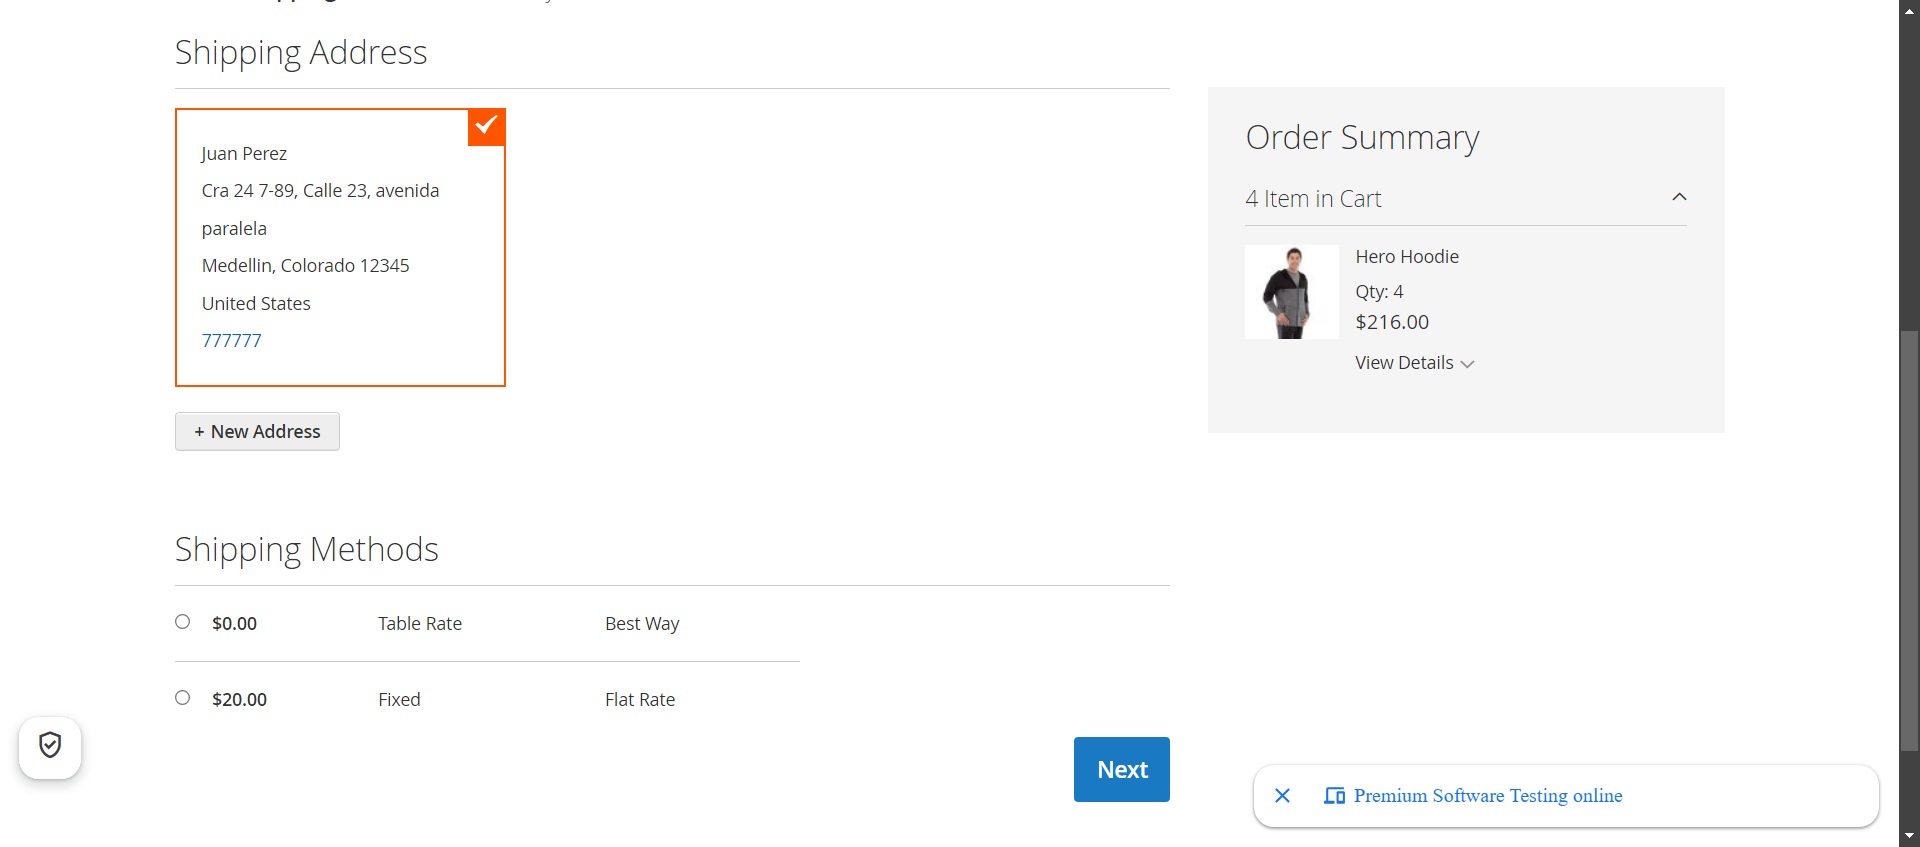 Shipping Address
Juan Perez
Cra 24 7-89, Calle 23, avenida
paralela
Medellin, Colorado 12345
United States
777777
+ New Address
Order Summary
4 Item in Cart
Hero Hoodie
Qty: 4
$216.00
View Details
Shipping Methods
$0.00 Table Rate Best Way
$20.00 Fixed Flat Rate
Next
Premium Software Testing online